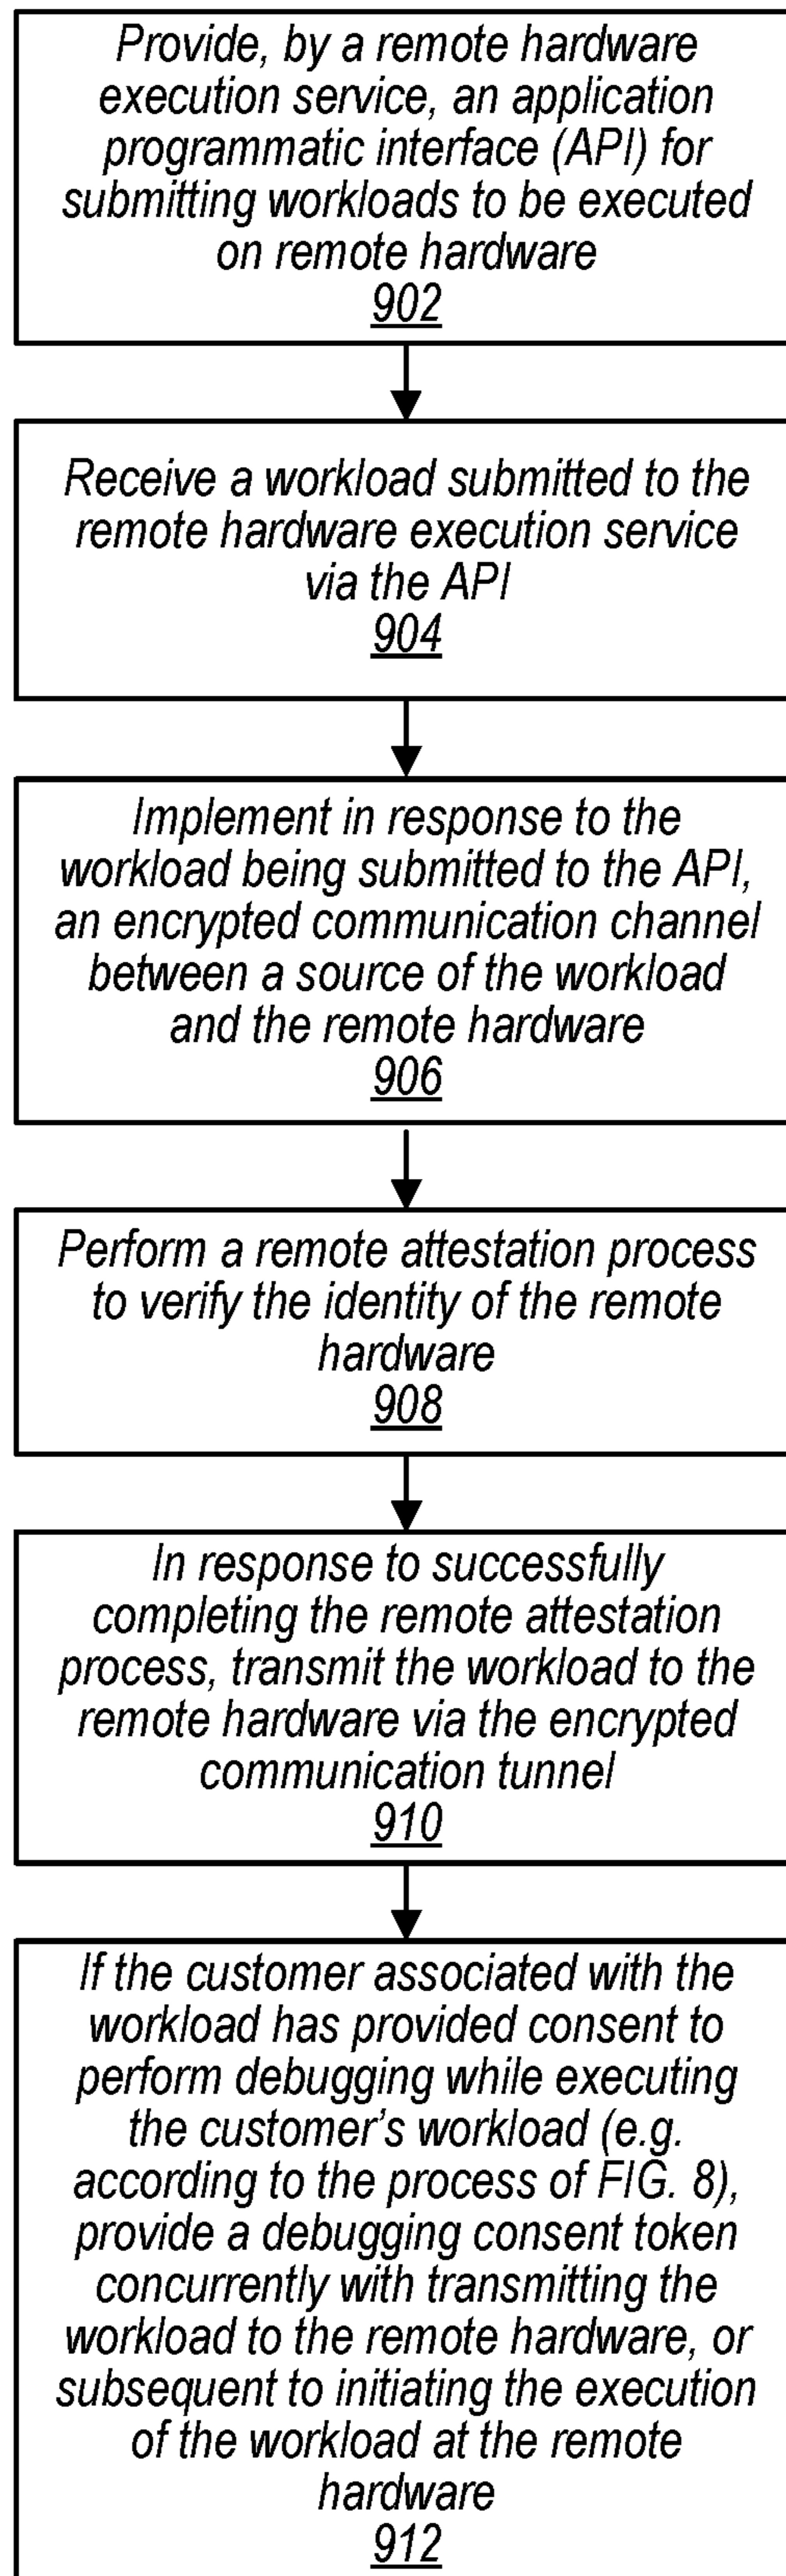 Provide, by a remote hardware
execution service, an application
programmatic interface (API) for
submitting workloads to be executed
on remote hardware
902
Receive a workload submitted to the
remote hardware execution service
via the API
904
Implement in response to the
workload being submitted to the API,
an encrypted communication channel
between a source of the workload
and the remote hardware
906
Perform a remote attestation process
to verify the identity of the remote
hardware
908
In response to successfully
completing the remote attestation
process, transmit the workload to the
remote hardware via the encrypted
communication tunnel
910
If the customer associated with the
workload has provided consent to
perform debugging while executing
the customer's workload (e.g.
according to the process of FIG. 8),
provide a debugging consent token
concurrently with transmitting the
workload to the remote hardware, or
subsequent to initiating the execution
of the workload at the remote
hardware
912